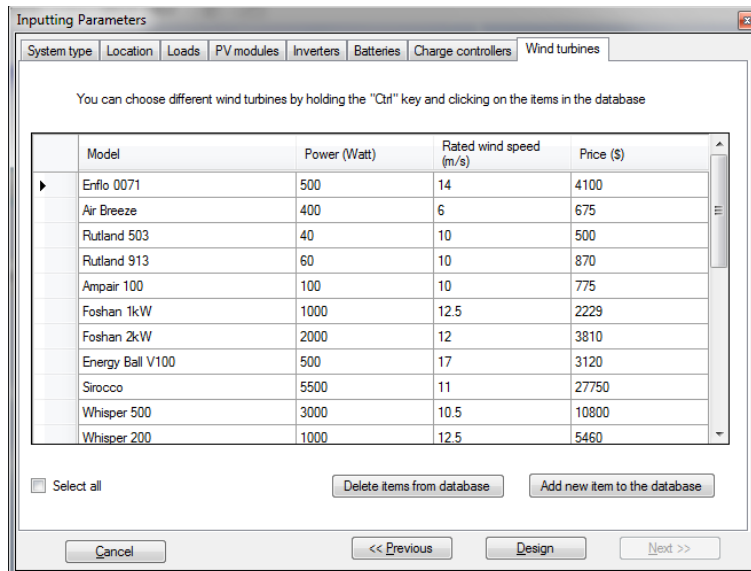 Inputting Parameters
System type Location Loads PV modules Inverters Batteries Charge controllers Wind turbines
You can choose different wind turbines by holding the "Ctrl" key and clicking on the items in the database
Model Power (Watt) Rated wind speed (m/s) Price ($)
Enflo 0071 500 14 4100
Air Breeze 400 6 675
Rutland 503 40 10 500
Rutland 913 60 10 870
Ampair 100 100 10 775
Foshan 1kW 1000 12.5 2229
Foshan 2kW 2000 12 3810
Energy Ball V100 500 17 3120
Sirocco 5500 11 27750
Whisper 500 3000 10.5 10800
Whisper 200 1000 12.5 5460
Select all Delete items from database Add new item to the database
Cancel << Previous Design Next >>